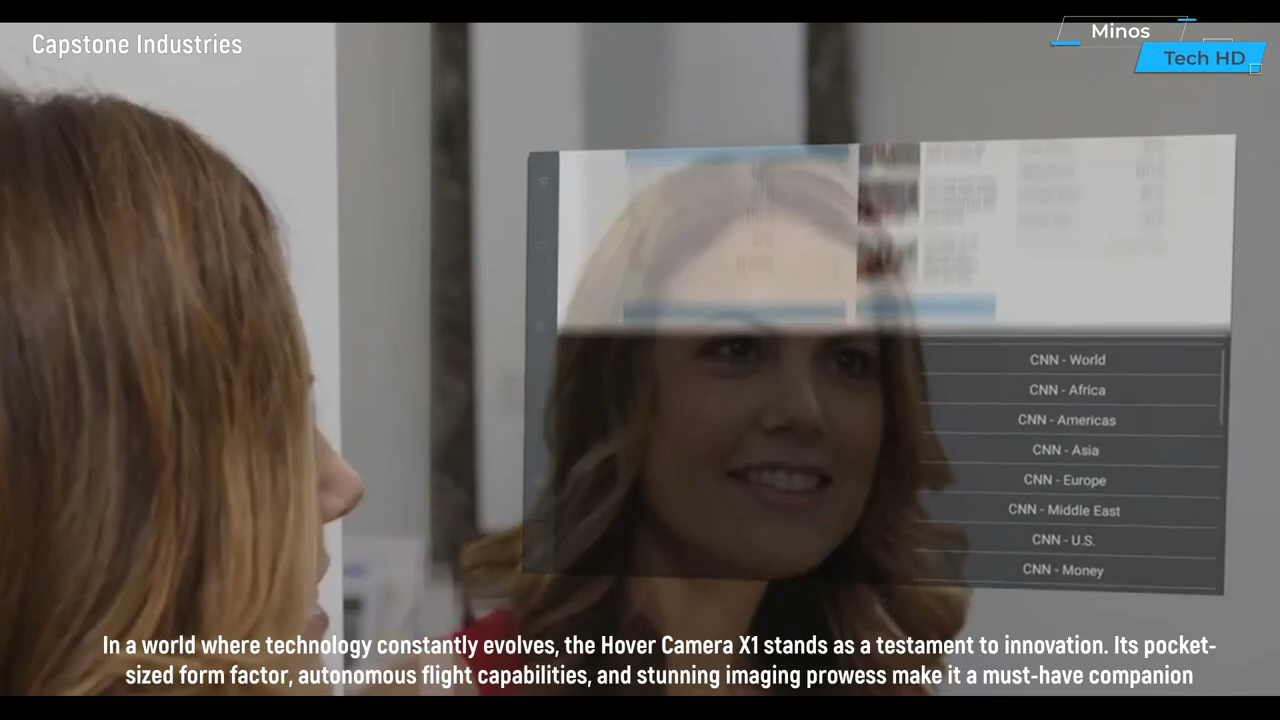 Capstone Industries
Minos
Tech HD
CNN - World
CNN - Africa
CNN - Americas
CNN - Asia
CNN - Europe
CNN - Middle East
CNN - U.S.
CNN - Money
In a world where technology constantly evolves, the Hover Camera X1 stands as a testament to innovation. Its pocket-
sized form factor, autonomous flight capabilities, and stunning imaging prowess make it a must-have companion